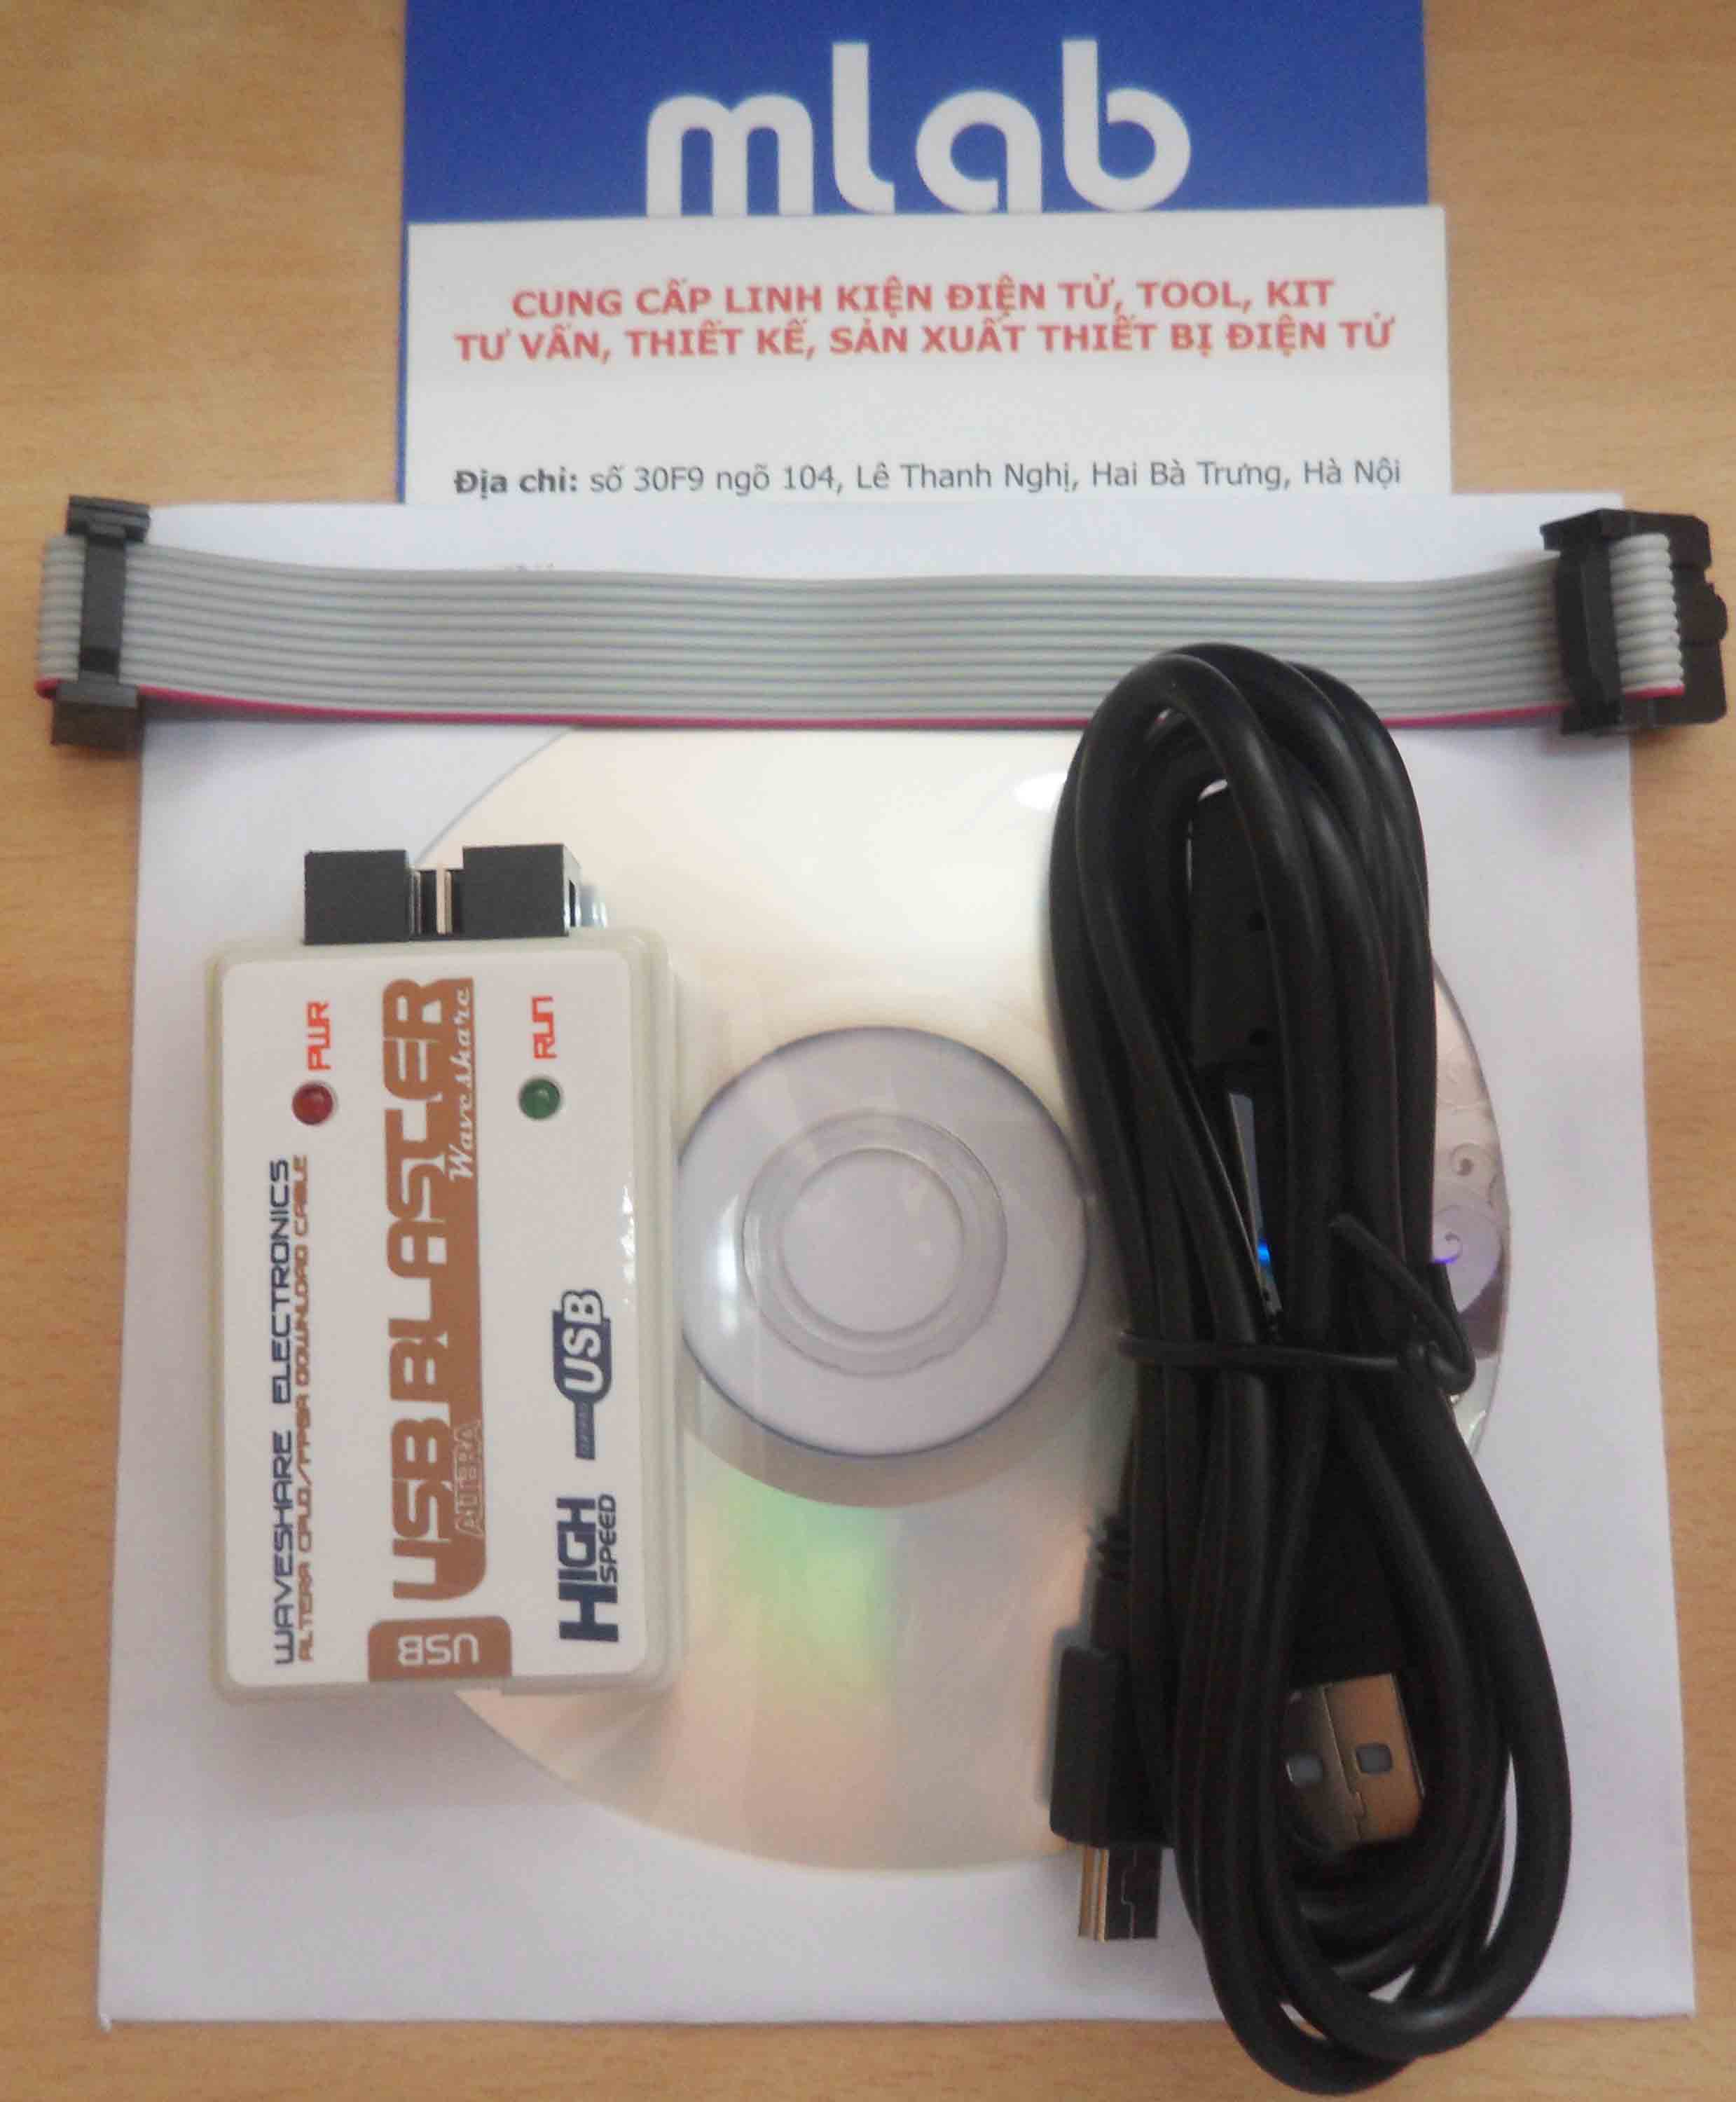 mlab
CUNG CẤP LINH KIỆN ĐIỆN TỬ, TOOL, KIT
TƯ VẤN, THIẾT KẾ, SẢN XUẤT THIẾT BỊ ĐIỆN TỬ
Địa chỉ: số 30F9 ngõ 104, Lê Thanh Nghị, Hai Bà Trưng, Hà Nội
WAVESHARE ELECTRONICS
ALTERA CPLD/FPGA DOWNLOAD CABLE
PWR
USB BLASTER
ALTERA
Waveshare
RUN
HIGH
SPEED
USB
USB